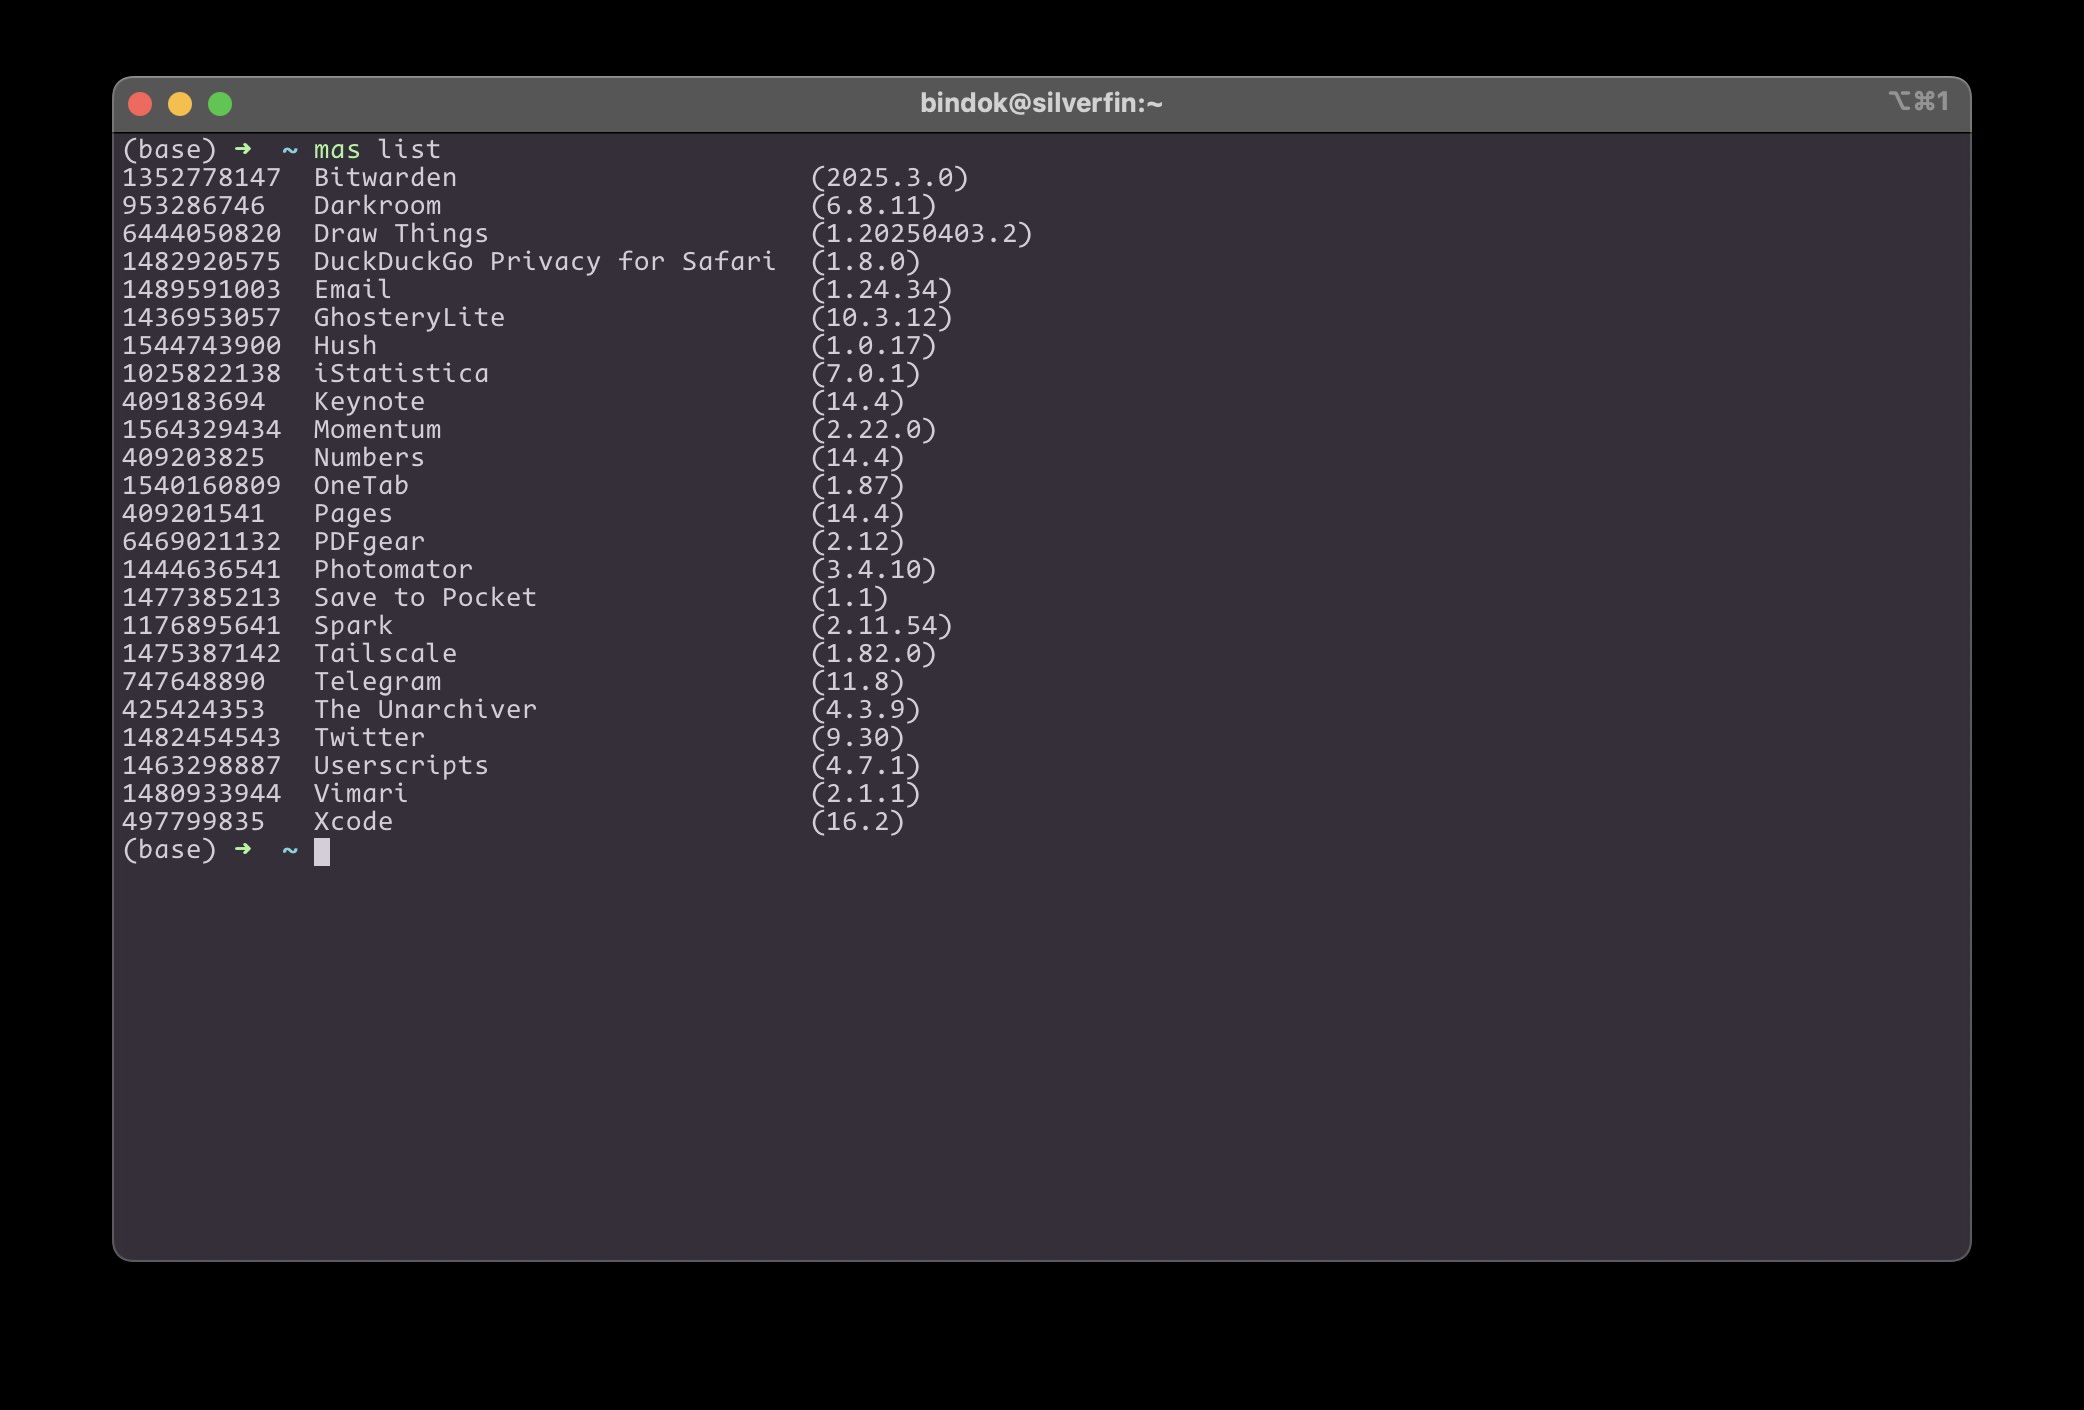 bindok@silverfin:~ ⌥⌘1
(base) ➜  ~ mas list
1352778147  Bitwarden                      (2025.3.0)
953286746   Darkroom                       (6.8.11)
6444050820  Draw Things                    (1.20250403.2)
1482920575  DuckDuckGo Privacy for Safari  (1.8.0)
1489591003  Email                          (1.24.34)
1436953057  GhosteryLite                   (10.3.12)
1544743900  Hush                           (1.0.17)
1025822138  iStatistica                    (7.0.1)
409183694   Keynote                        (14.4)
1564329434  Momentum                       (2.22.0)
409203825   Numbers                        (14.4)
1540160809  OneTab                         (1.87)
409201541   Pages                          (14.4)
6469021132  PDFgear                        (2.12)
1444636541  Photomator                     (3.4.10)
1477385213  Save to Pocket                 (1.1)
1176895641  Spark                          (2.11.54)
1475387142  Tailscale                      (1.82.0)
747648890   Telegram                       (11.8)
425424353   The Unarchiver                 (4.3.9)
1482454543  Twitter                        (9.30)
1463298887  Userscripts                    (4.7.1)
1480933944  Vimari                         (2.1.1)
497799835   Xcode                          (16.2)
(base) ➜  ~